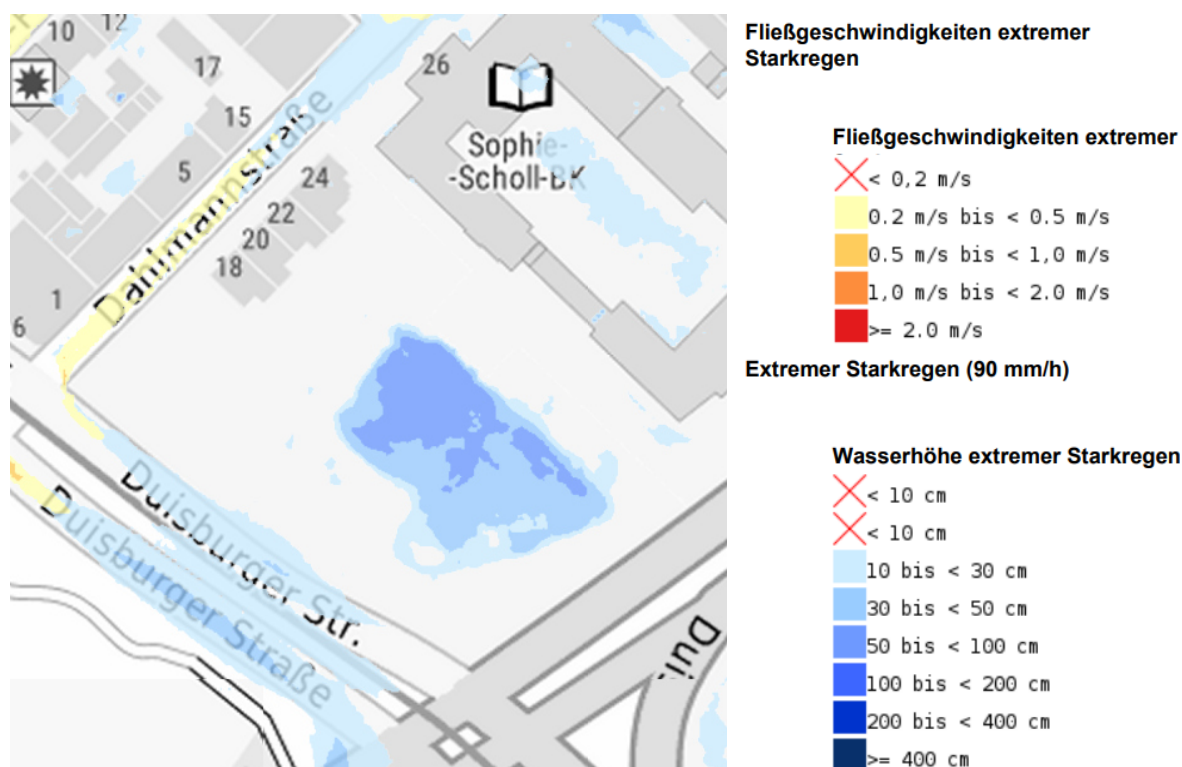 10
12
17
26
15
5
24
22
20
18
1
6
Sophie-
-Scholl-BK
Dahlmannstraße
Duisburger Str.
Duisburger Straße
Fließgeschwindigkeiten extremer
Starkregen
Fließgeschwindigkeiten extremer
< 0,2 m/s
0.2 m/s bis < 0.5 m/s
0.5 m/s bis < 1,0 m/s
1,0 m/s bis < 2.0 m/s
>= 2.0 m/s
Extremer Starkregen (90 mm/h)
Wasserhöhe extremer Starkregen
< 10 cm
< 10 cm
10 bis < 30 cm
30 bis < 50 cm
50 bis < 100 cm
100 bis < 200 cm
200 bis < 400 cm
>= 400 cm